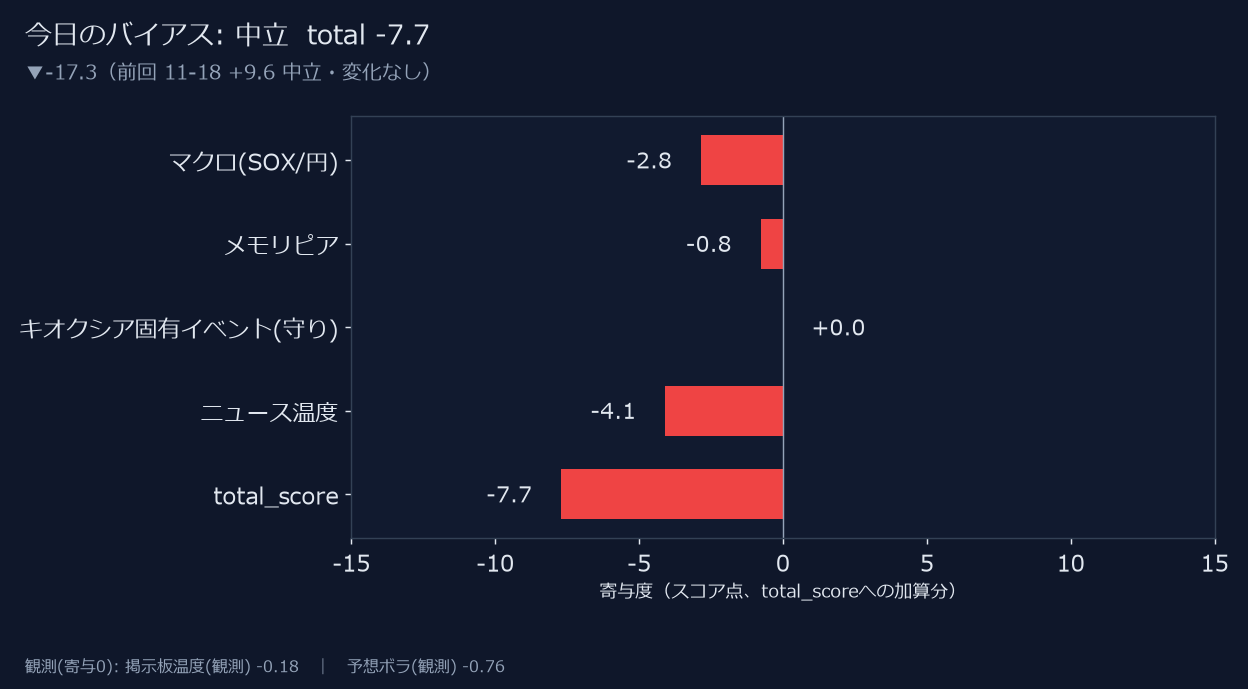 今日のバイアス: 中立  total -7.7
▼-17.3（前回 11-18 +9.6 中立・変化なし）
マクロ(SOX/円)
-2.8
メモリピア
-0.8
キオクシア固有イベント(守り)
+0.0
ニュース温度
-4.1
total_score
-7.7
-15 -10 -5 0 5 10 15
寄与度（スコア点、total_scoreへの加算分）
観測(寄与0): 掲示板温度(観測) -0.18 ｜ 予想ボラ(観測) -0.76